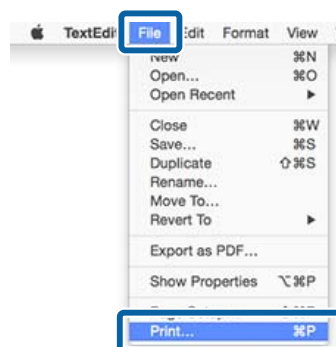 TextEdit File Edit Format View
New ⌘N
Open... ⌘O
Open Recent ▶
Close ⌘W
Save... ⌘S
Duplicate ⇧⌘S
Rename...
Move To...
Revert To ▶
Export as PDF...
Show Properties ⌥⌘P
Print... ⌘P